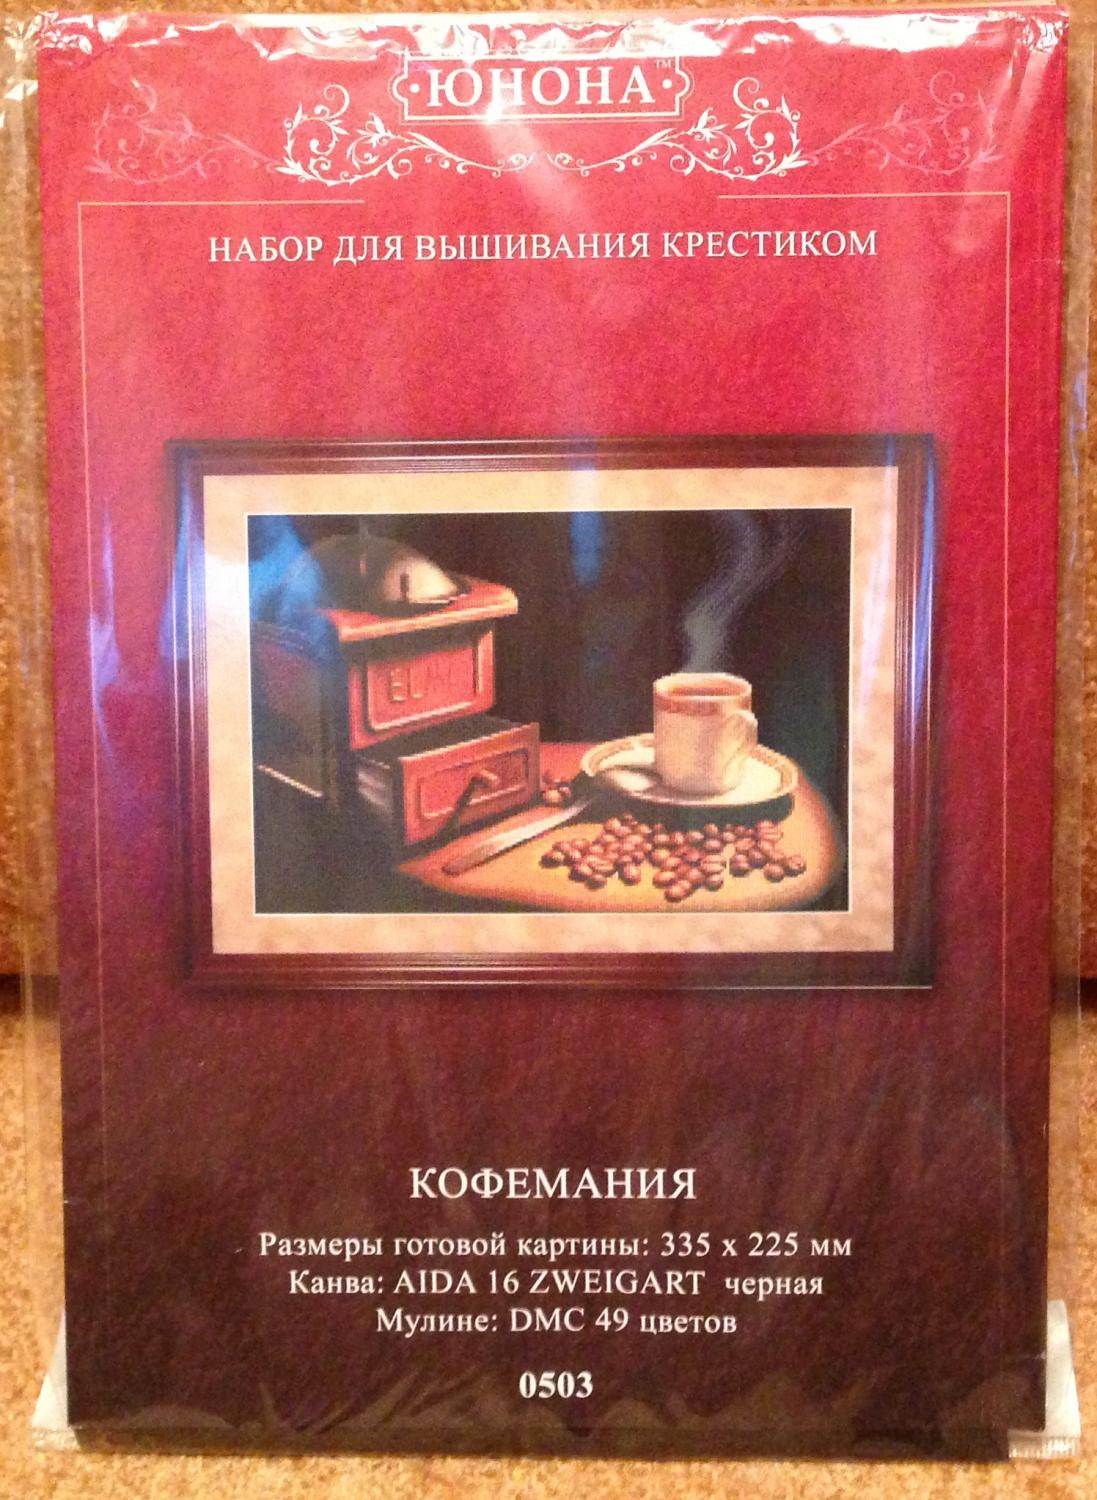 ЮНОНА™
НАБОР ДЛЯ ВЫШИВАНИЯ КРЕСТИКОМ
КОФЕМАНИЯ
Размеры готовой картины: 335 х 225 мм
Канва: AIDA 16 ZWEIGART черная
Мулине: DMC 49 цветов
0503